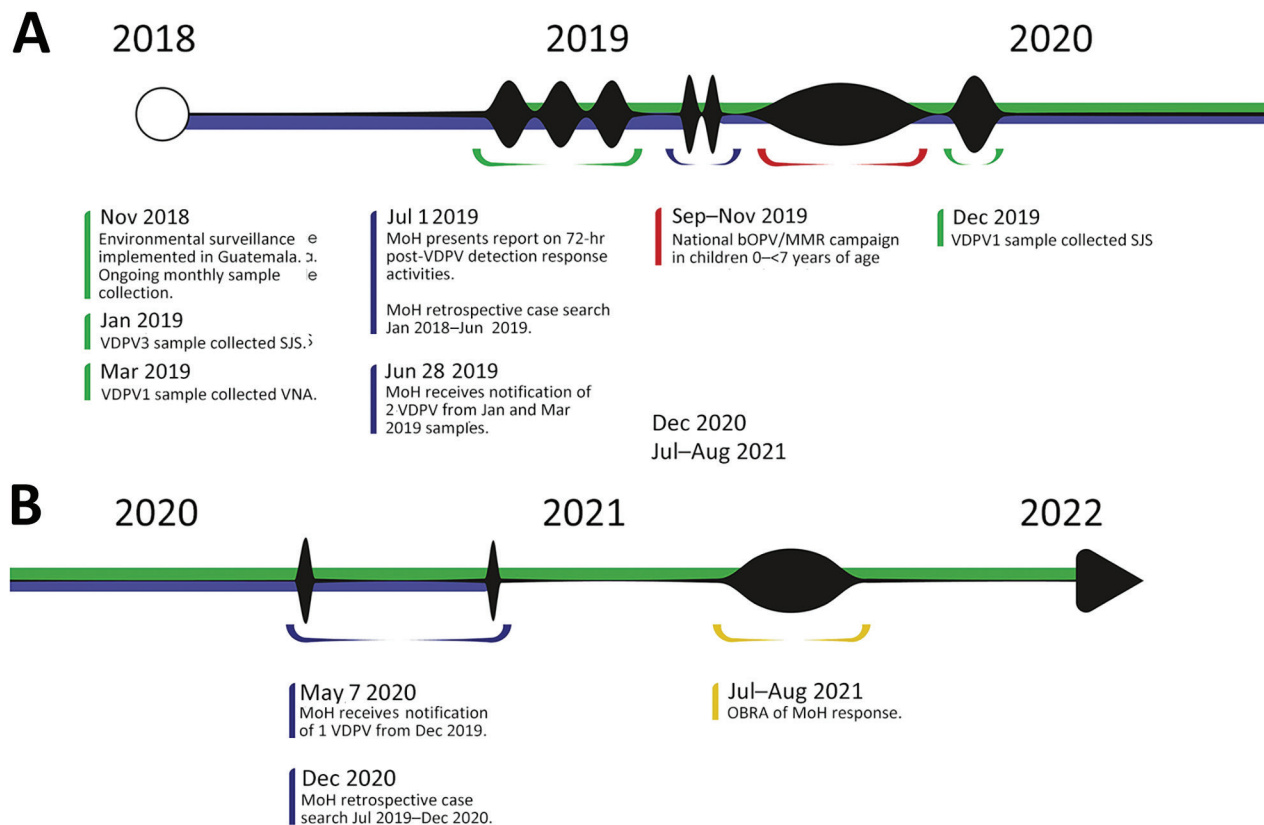 A
2018 2019 2020
Nov 2018
Environmental surveillance e
implemented in Guatemala.
Ongoing monthly sample e
collection.
Jan 2019
VDPV3 sample collected SJS.
Mar 2019
VDPV1 sample collected VNA.
Jul 1 2019
MoH presents report on 72-hr
post-VDPV detection response
activities.
MoH retrospective case search
Jan 2018–Jun 2019.
Jun 28 2019
MoH receives notification of
2 VDPV from Jan and Mar
2019 samples.
Sep–Nov 2019
National bOPV/MMR campaign
in children 0–<7 years of age
Dec 2019
VDPV1 sample collected SJS
Dec 2020
Jul–Aug 2021
B
2020 2021 2022
May 7 2020
MoH receives notification
of 1 VDPV from Dec 2019.
Dec 2020
MoH retrospective case
search Jul 2019–Dec 2020.
Jul–Aug 2021
OBRA of MoH response.